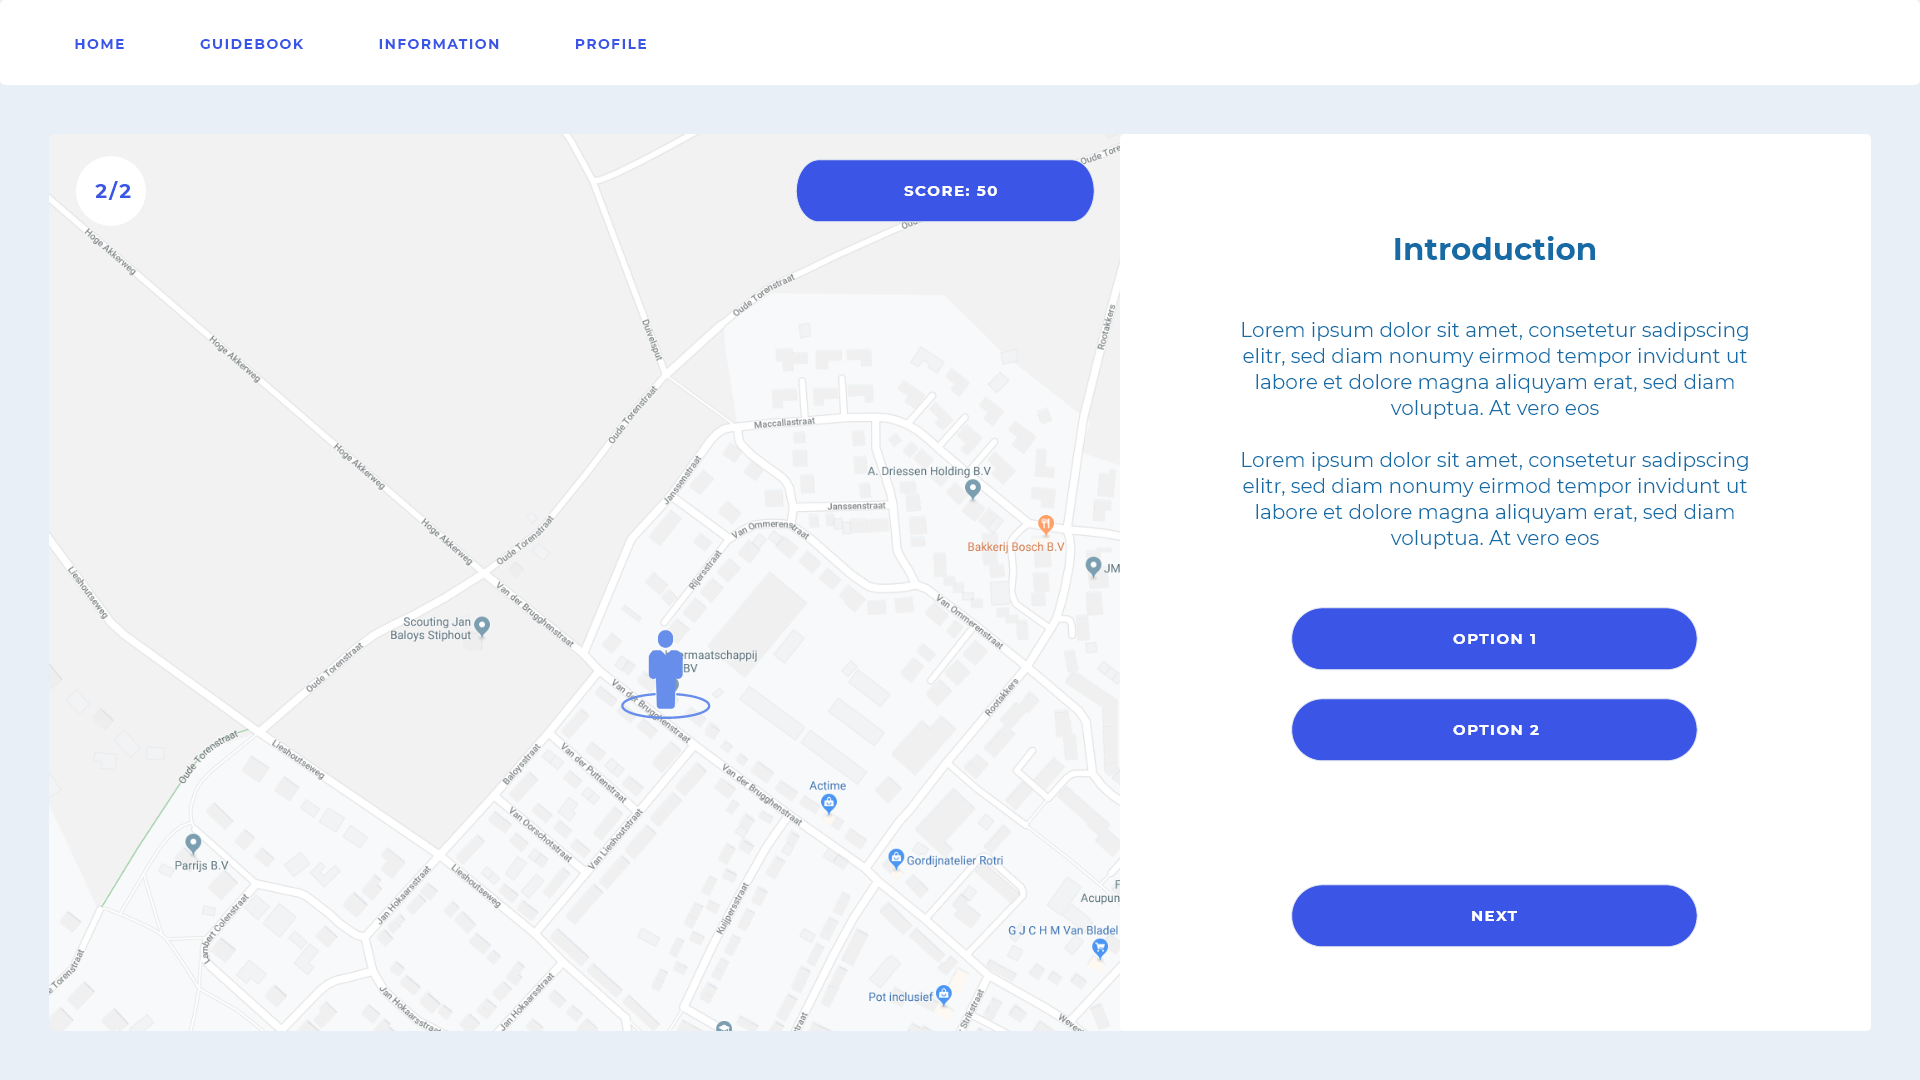 HOME
GUIDEBOOK
INFORMATION
PROFILE
2/2
SCORE: 50
Oude Torenstraat
Hoge Akkerweg
Duivelsput
Rootakkers
Hoge Akkerweg
Oude Torenstraat
Maccallastraat
Hoge Akkerweg
Janssenstraat
A. Driessen Holding B.V
Janssenstraat
Hoge Akkerweg
Oude Torenstraat
Van Ommerenstraat
Bakkerij Bosch B.V
JM
Lieshoutseweg
Rijersstraat
Van der Brugghenstraat
Van Ommerenstraat
Scouting Jan
Baloys Stiphout
ermaatschappij
BV
Oude Torenstraat
Van der Brugghenstraat
Rootakkers
Oude Torenstraat
Lieshoutseweg
Baloysstraat
Van der Puttenstraat
Van der Brugghenstraat
Actime
Van Oorschotstraat
Van Lieshoutstraat
Parrijs B.V
Gordijnatelier Rotri
Lieshoutseweg
Jan Hokaarsstraat
Kuijpersstraat
Acupun
Lambert Colenstraat
G J C H M Van Bladel
e Torenstraat
Jan Hokaarsstraat
Jan Hokaarsstraat
Pot inclusief
Strikstraat
Introduction
Lorem ipsum dolor sit amet, consetetur sadipscing
elitr, sed diam nonumy eirmod tempor invidunt ut
labore et dolore magna aliquyam erat, sed diam
voluptua. At vero eos
Lorem ipsum dolor sit amet, consetetur sadipscing
elitr, sed diam nonumy eirmod tempor invidunt ut
labore et dolore magna aliquyam erat, sed diam
voluptua. At vero eos
OPTION 1
OPTION 2
NEXT